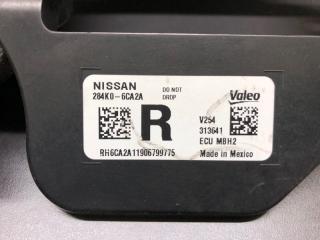 NISSAN
284K0-6CA2A
DO NOT
DROP
Valeo
R
V254
313641
ECU MBH2
RH6CA2A11906799775
Made in Mexico